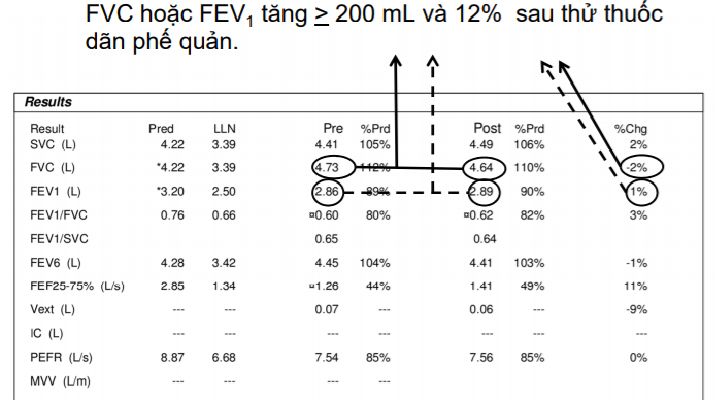 FVC hoặc FEV1 tăng ≥ 200 mL và 12% sau thử thuốc
dãn phế quản.
Results
Result Pred LLN Pre %Prd Post %Prd %Chg
SVC (L) 4.22 3.39 4.41 105% 4.49 106% 2%
FVC (L) *4.22 3.39 4.73 112% 4.64 110% -2%
FEV1 (L) *3.20 2.50 2.86 89% 2.89 90% 1%
FEV1/FVC 0.76 0.66 ¤0.60 80% ¤0.62 82% 3%
FEV1/SVC 0.65 0.64
FEV6 (L) 4.28 3.42 4.45 104% 4.41 103% -1%
FEF25-75% (L/s) 2.85 1.34 ¤1.26 44% 1.41 49% 11%
Vext (L) --- --- 0.07 --- 0.06 --- -9%
IC (L) --- --- --- --- --- --- ---
PEFR (L/s) 8.87 6.68 7.54 85% 7.56 85% 0%
MVV (L/m) --- --- --- ---